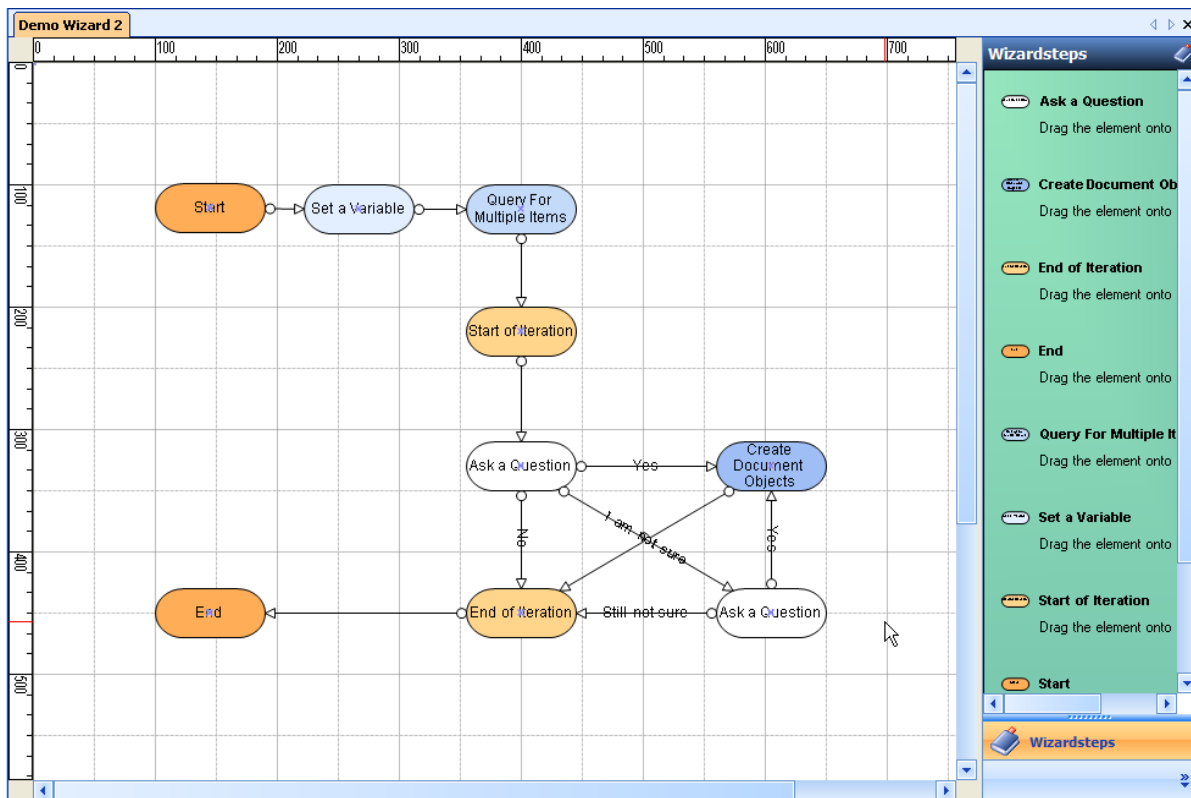 Demo Wizard 2
0 100 200 300 400 500 600 700
Wizardsteps
0
100
200
300
400
500
Start
Set a Variable
Query For
Multiple Items
Start of Iteration
Ask a Question
Yes
Create
Document
Objects
No
I am not sure
Yes
End
End of Iteration
Still not sure
Ask a Question
Ask a Question
Drag the element onto
Create Document Ob
Drag the element onto
End of Iteration
Drag the element onto
End
Drag the element onto
Query For Multiple It
Drag the element onto
Set a Variable
Drag the element onto
Start of Iteration
Drag the element onto
Start
Wizardsteps